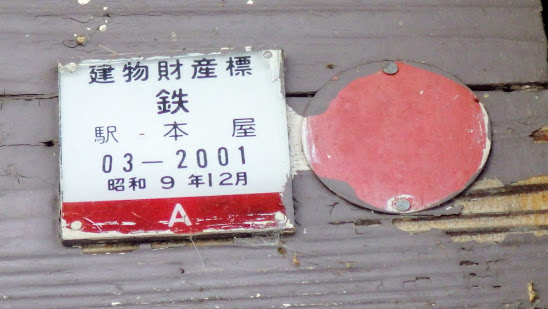 建物財産標
鉄
駅-本屋
03-2001
昭和9年12月
A